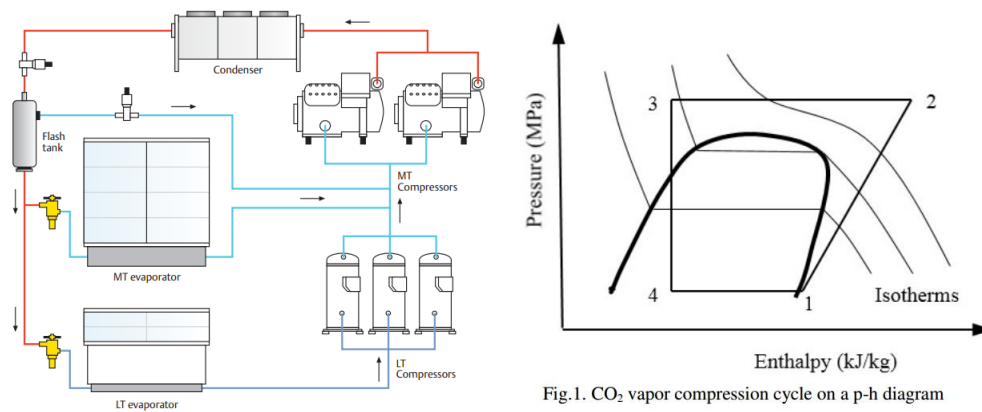 Condenser
Flash
tank
MT
Compressors
MT evaporator
LT
Compressors
LT evaporator
Pressure (MPa)
3
2
4
1
Isotherms
Enthalpy (kJ/kg)
Fig.1. CO₂ vapor compression cycle on a p-h diagram